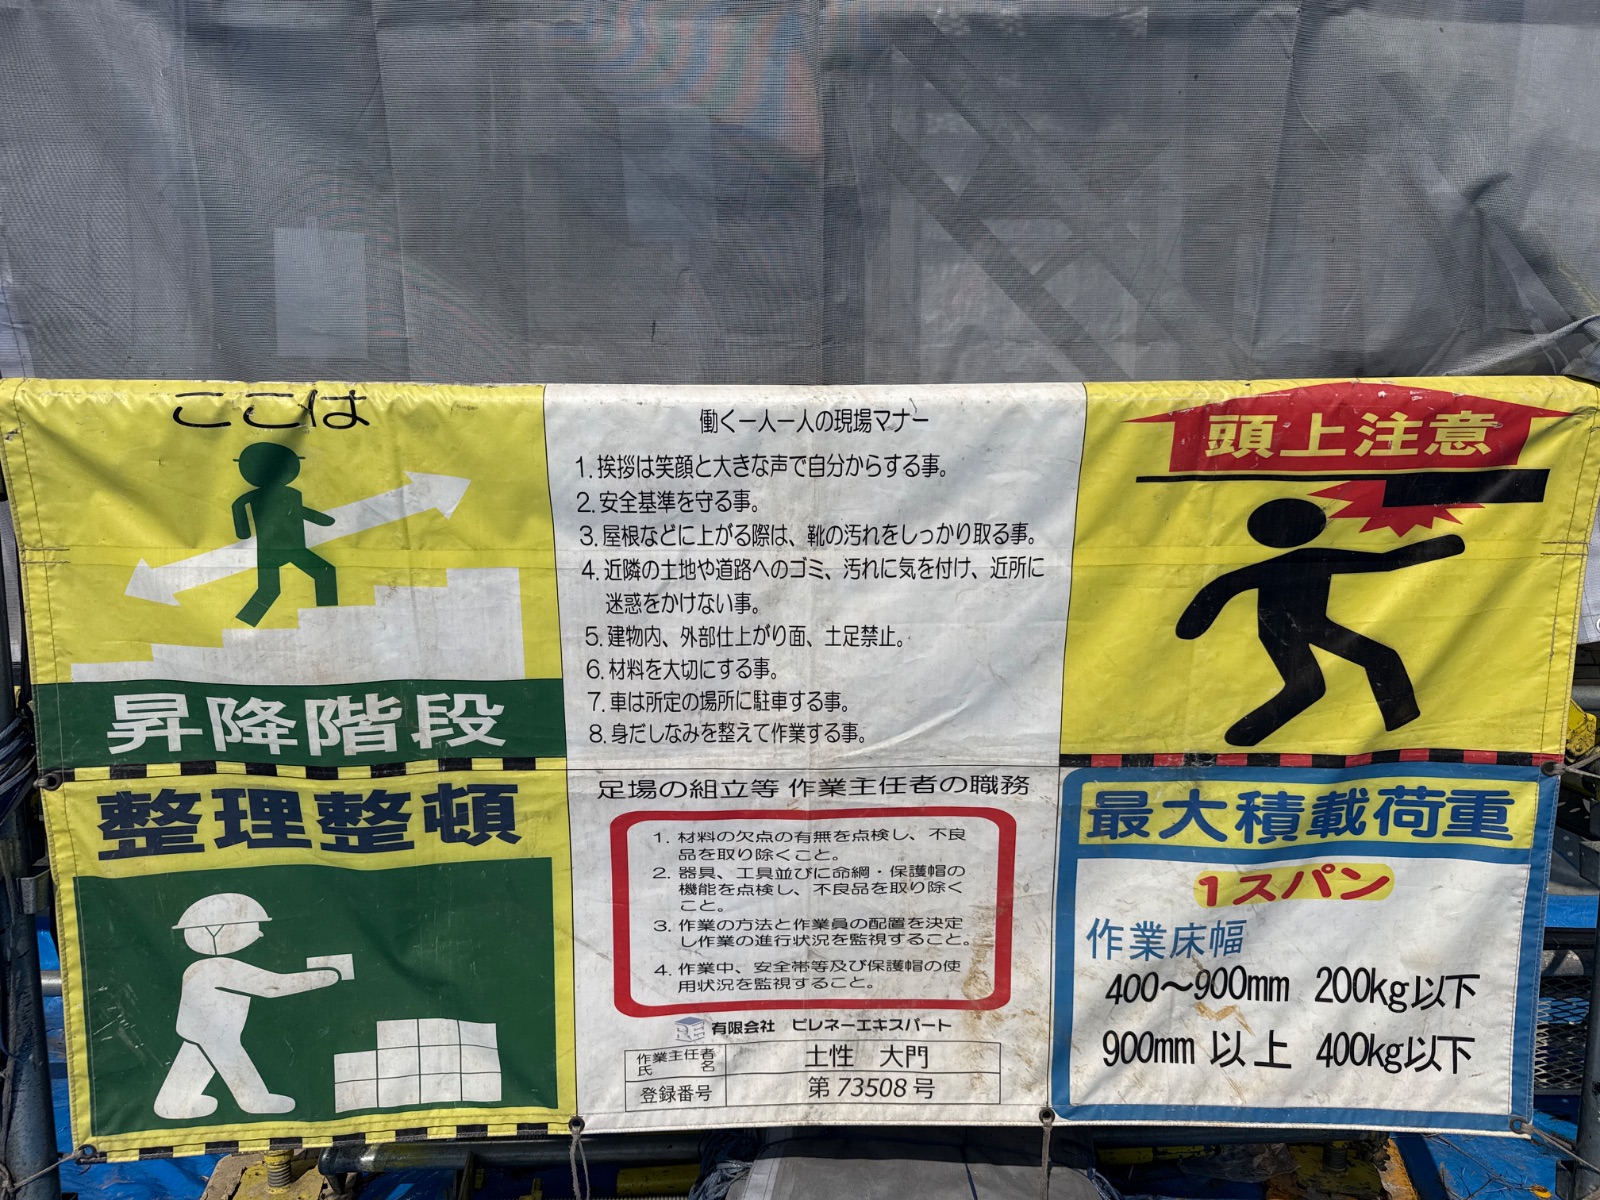 ここは
昇降階段
整理整頓
働く一人一人の現場マナー
1. 挨拶は笑顔と大きな声で自分からする事。
2. 安全基準を守る事。
3. 屋根などに上がる際は、靴の汚れをしっかり取る事。
4. 近隣の土地や道路へのゴミ、汚れに気を付け、近所に
迷惑をかけない事。
5. 建物内、外部仕上がり面、土足禁止。
6. 材料を大切にする事。
7. 車は所定の場所に駐車する事。
8. 身だしなみを整えて作業する事。
足場の組立等 作業主任者の職務
1. 材料の欠点の有無を点検し、不良
品を取り除くこと。
2. 器具、工具並びに命綱・保護帽の
機能を点検し、不良品を取り除く
こと。
3. 作業の方法と作業員の配置を決定
し作業の進行状況を監視すること。
4. 作業中、安全帯等及び保護帽の使
用状況を監視すること。
有限会社 ピレネーエキスパート
作業主任者
氏名
土性 大門
登録番号
第 73508 号
頭上注意
最大積載荷重
1スパン
作業床幅
400～900mm 200kg以下
900mm 以上 400kg以下